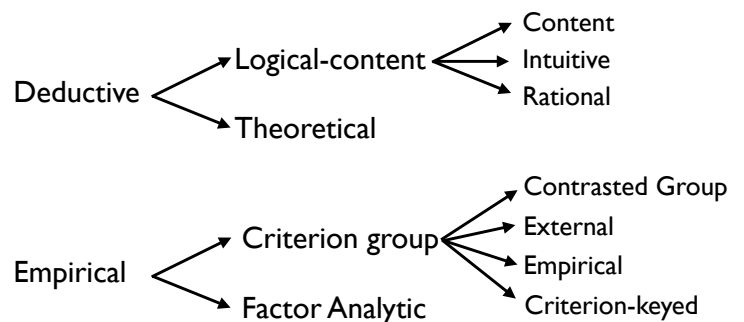 Deductive
Logical-content
Content
Intuitive
Rational
Theoretical
Empirical
Criterion group
Contrasted Group
External
Empirical
Criterion-keyed
Factor Analytic